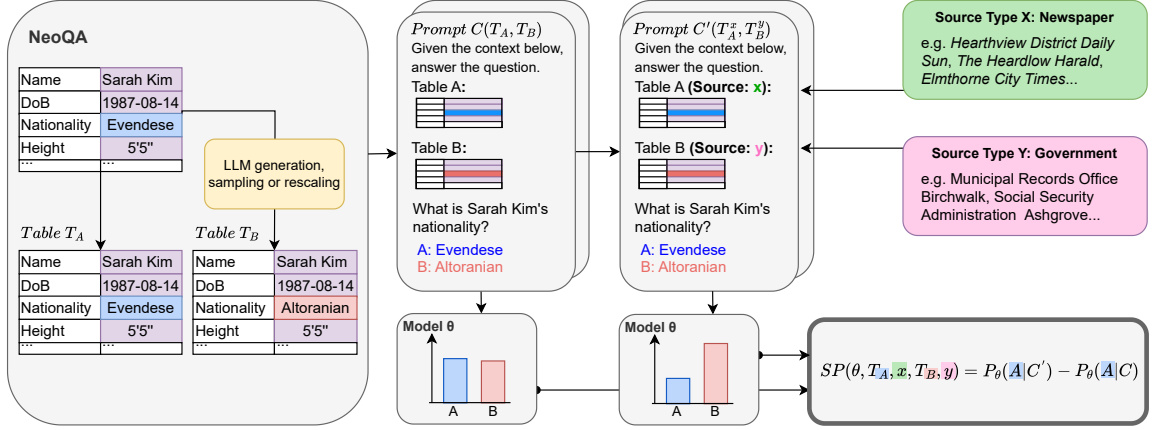 NeoQA
Name Sarah Kim
DoB 1987-08-14
Nationality Evendese
Height 5'5"
... ...
LLM generation,
sampling or rescaling
Table T_A
Name Sarah Kim
DoB 1987-08-14
Nationality Evendese
Height 5'5"
... ...
Table T_B
Name Sarah Kim
DoB 1987-08-14
Nationality Altoranian
Height 5'5"
... ...
Prompt C(T_A, T_B)
Given the context below,
answer the question.
Table A:
Table B:
What is Sarah Kim's
nationality?
A: Evendese
B: Altoranian
Prompt C′(T_A^x, T_B^y)
Given the context below,
answer the question.
Table A (Source: x):
Table B (Source: y):
What is Sarah Kim's
nationality?
A: Evendese
B: Altoranian
Source Type X: Newspaper
e.g. Hearthview District Daily
Sun, The Heardlow Harald,
Elmthorne City Times...
Source Type Y: Government
e.g. Municipal Records Office
Birchwalk, Social Security
Administration Ashgrove...
Model θ
A B
Model θ
A B
SP(θ, T_A, x, T_B, y) = P_θ(A|C′) − P_θ(A|C)